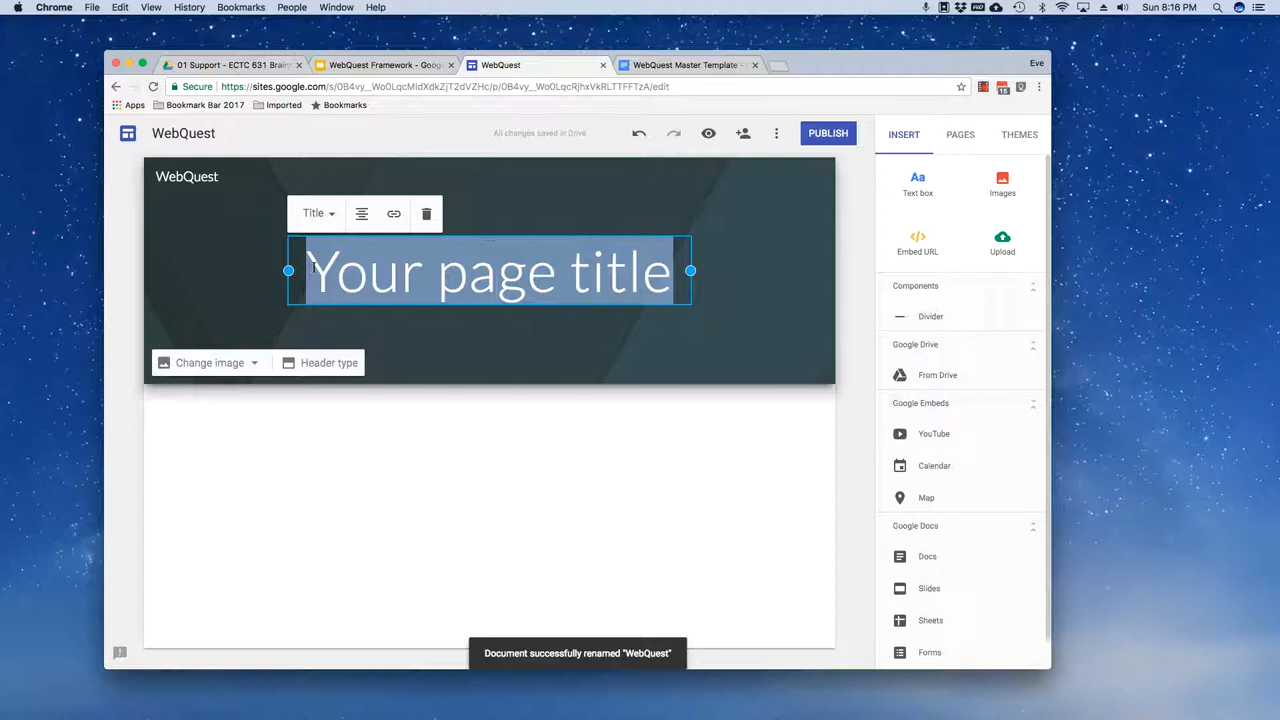 Chrome File Edit View History Bookmarks People Window Help
Sun 8:16 PM
01 Support - ECTC 631 Brain
WebQuest Framework - Goog
WebQuest
WebQuest Master Template -
Eve
Secure https://sites.google.com/s/0B4vy__Wo0LqcMldXdkZjT2dVZHc/p/0B4vy__Wo0LqcRjhxVkRLTTFFTzA/edit
15
Apps Bookmark Bar 2017 Imported Bookmarks
WebQuest
All changes saved in Drive
PUBLISH
INSERT PAGES THEMES
WebQuest
Title
Your page title
Change image
Header type
Aa
Text box
Images
Embed URL
Upload
Components
Divider
Google Drive
From Drive
Google Embeds
YouTube
Calendar
Map
Google Docs
Docs
Slides
Sheets
Forms
Document successfully renamed "WebQuest"